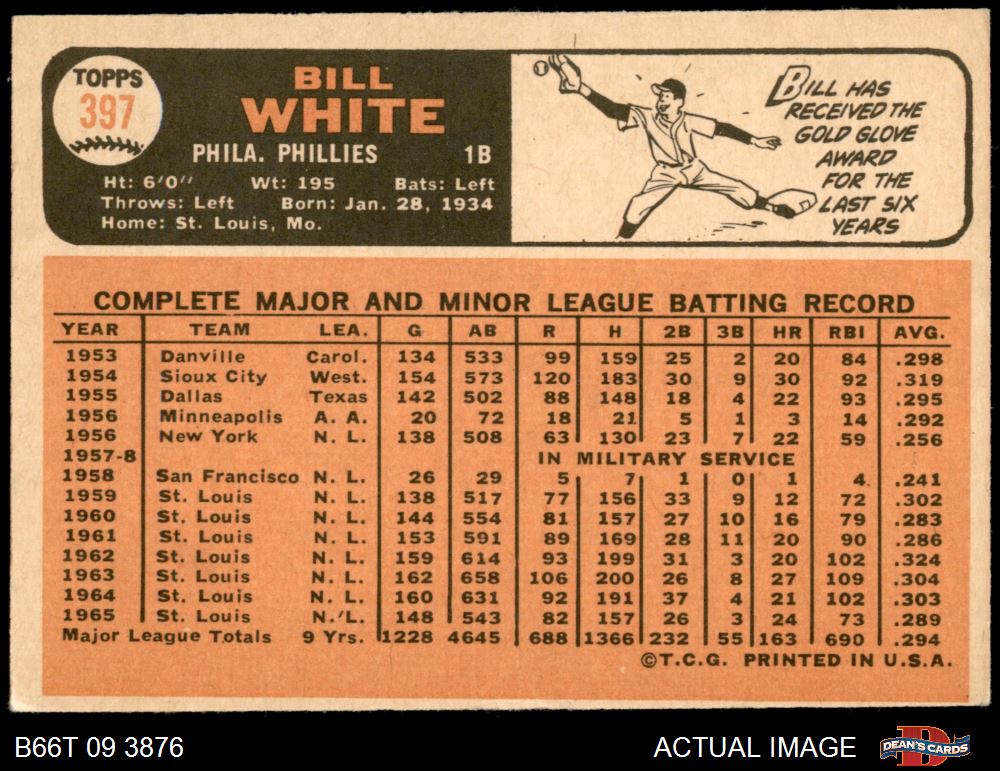 TOPPS
397
BILL
WHITE
PHILA. PHILLIES 1B
Ht: 6'0" Wt: 195 Bats: Left
Throws: Left Born: Jan. 28, 1934
Home: St. Louis, Mo.
BILL HAS
RECEIVED THE
GOLD GLOVE
AWARD
FOR THE
LAST SIX
YEARS
COMPLETE MAJOR AND MINOR LEAGUE BATTING RECORD
YEAR TEAM LEA. G AB R H 2B 3B HR RBI AVG.
1953 Danville Carol. 134 533 99 159 25 2 20 84 .298
1954 Sioux City West. 154 573 120 183 30 9 30 92 .319
1955 Dallas Texas 142 502 88 148 18 4 22 93 .295
1956 Minneapolis A. A. 20 72 18 21 5 1 3 14 .292
1956 New York N. L. 138 508 63 130 23 7 22 59 .256
1957-8 IN MILITARY SERVICE
1958 San Francisco N. L. 26 29 5 7 1 0 1 4 .241
1959 St. Louis N. L. 138 517 77 156 33 9 12 72 .302
1960 St. Louis N. L. 144 554 81 157 27 10 16 79 .283
1961 St. Louis N. L. 153 591 89 169 28 11 20 90 .286
1962 St. Louis N. L. 159 614 93 199 31 3 20 102 .324
1963 St. Louis N. L. 162 658 106 200 26 8 27 109 .304
1964 St. Louis N. L. 160 631 92 191 37 4 21 102 .303
1965 St. Louis N. L. 148 543 82 157 26 3 24 73 .289
Major League Totals 9 Yrs. 1228 4645 688 1366 232 55 163 690 .294
©T.C.G. PRINTED IN U.S.A.
B66T 09 3876 ACTUAL IMAGE DEAN'S CARDS